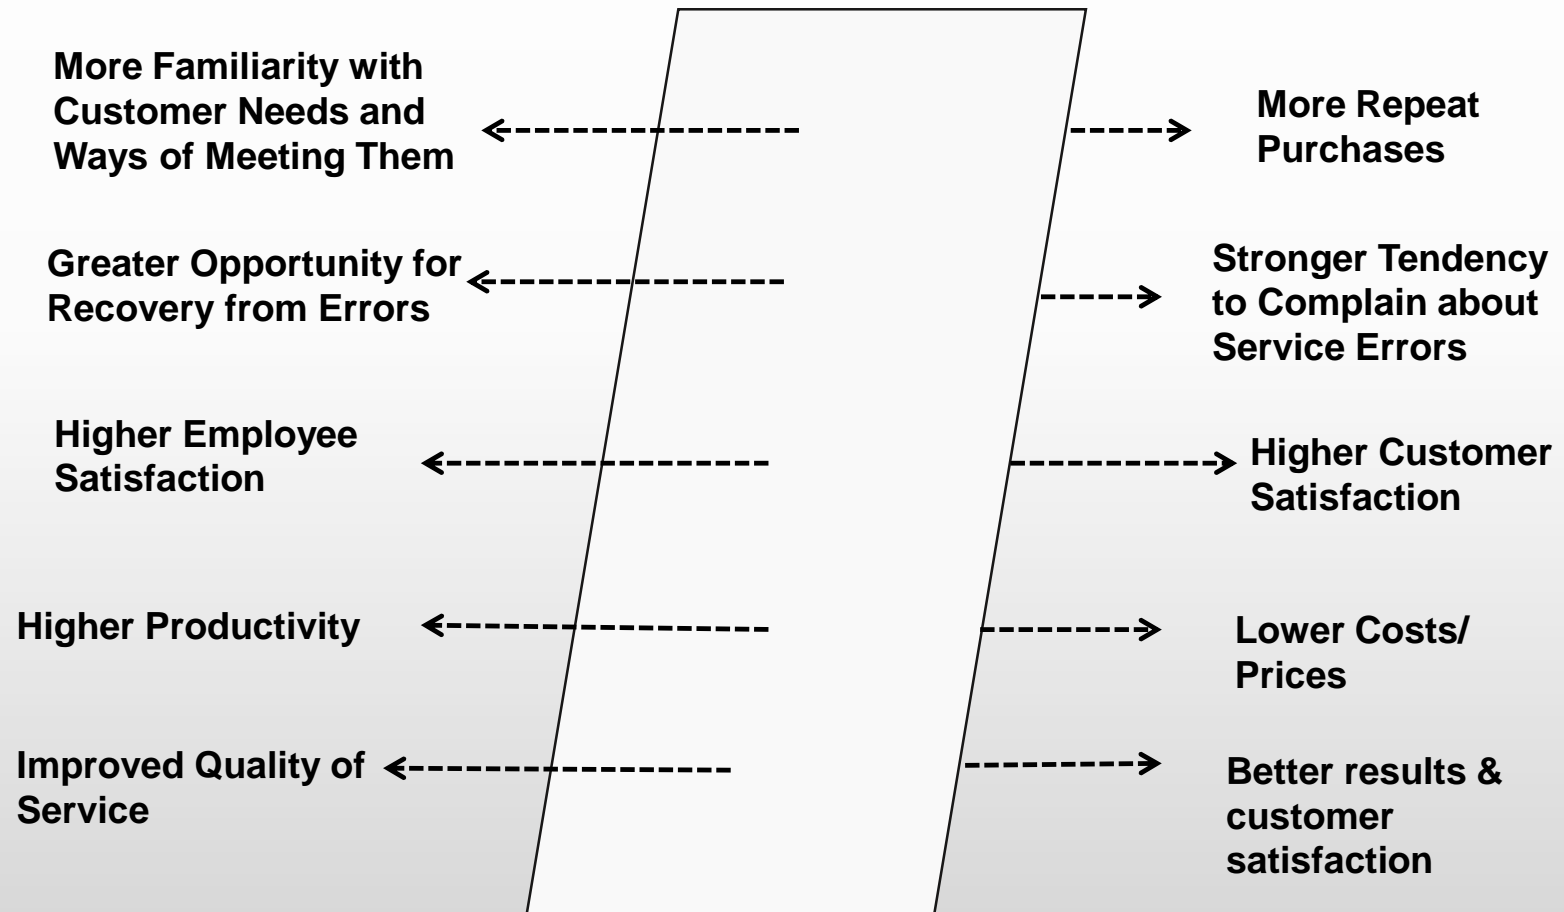 More Familiarity with
Customer Needs and
Ways of Meeting Them
More Repeat
Purchases
Greater Opportunity for
Recovery from Errors
Stronger Tendency
to Complain about
Service Errors
Higher Employee
Satisfaction
Higher Customer
Satisfaction
Higher Productivity
Lower Costs/
Prices
Improved Quality of
Service
Better results &
customer
satisfaction